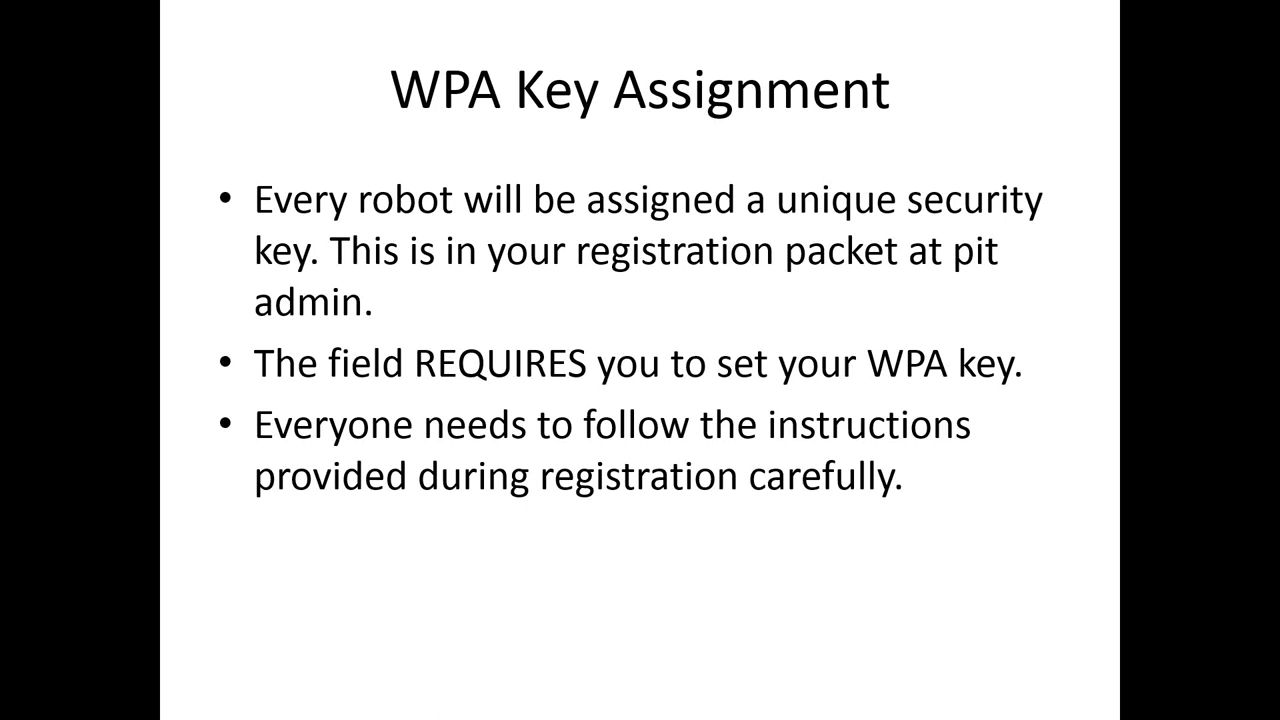 WPA Key Assignment
• Every robot will be assigned a unique security
key. This is in your registration packet at pit
admin.
• The field REQUIRES you to set your WPA key.
• Everyone needs to follow the instructions
provided during registration carefully.